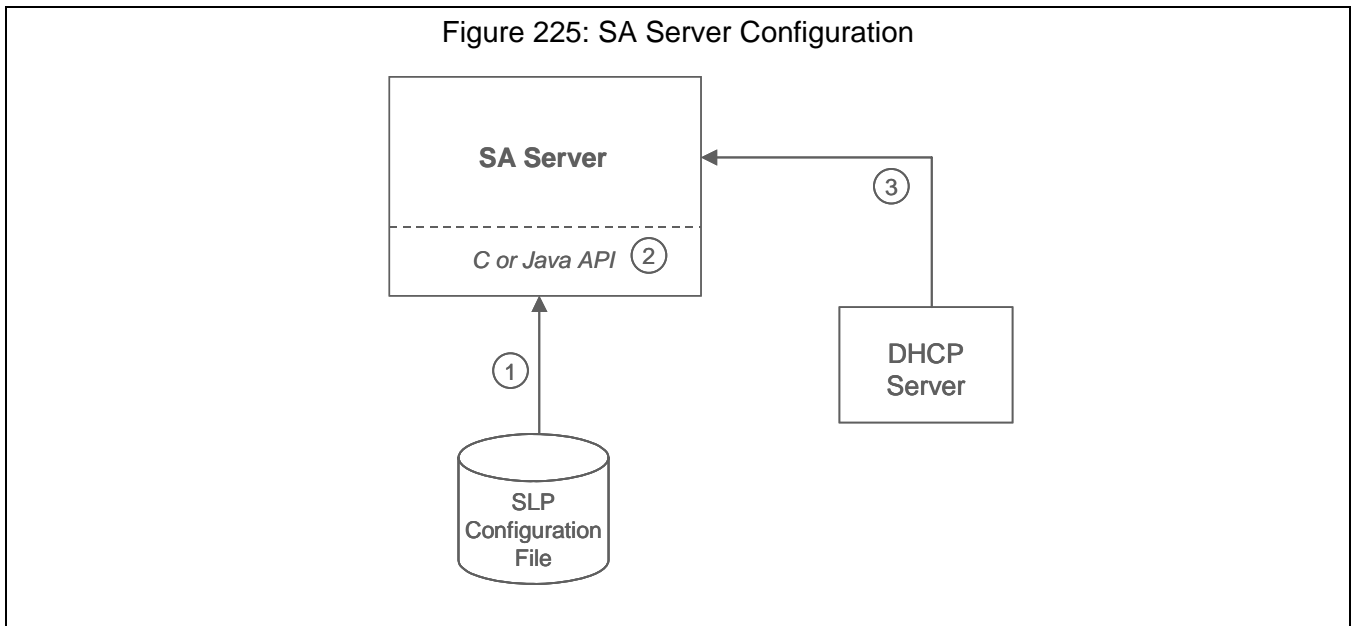 Figure 225: SA Server Configuration
SA Server
3
C or Java API 2
1
DHCP
Server
SLP
Configuration
File